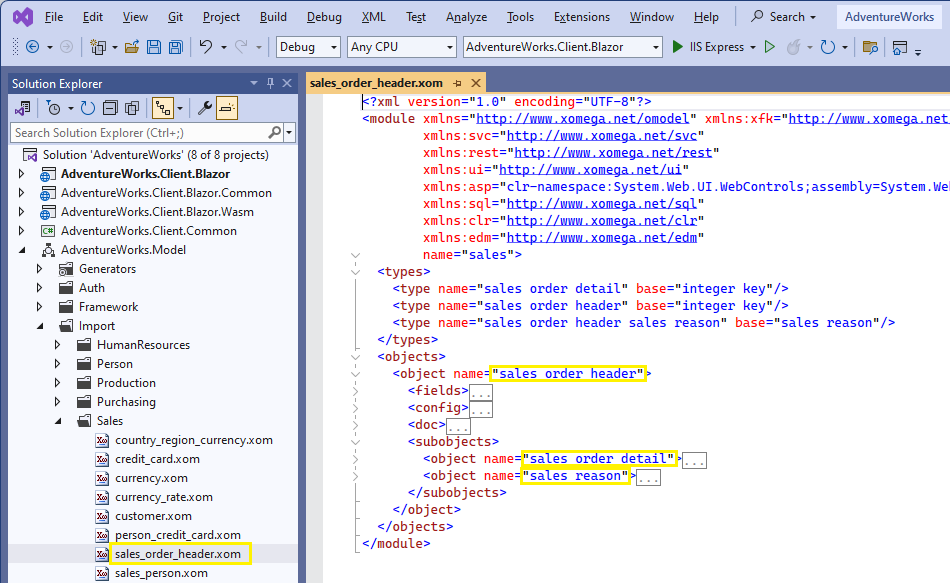 File Edit View Git Project Build Debug XML Test Analyze Tools Extensions Window Help Search AdventureWorks
Debug Any CPU AdventureWorks.Client.Blazor IIS Express
Solution Explorer
Search Solution Explorer (Ctrl+;)
Solution 'AdventureWorks' (8 of 8 projects)
AdventureWorks.Client.Blazor
AdventureWorks.Client.Blazor.Common
AdventureWorks.Client.Blazor.Wasm
C# AdventureWorks.Client.Common
AdventureWorks.Model
Generators
Auth
Framework
Import
HumanResources
Person
Production
Purchasing
Sales
country_region_currency.xom
credit_card.xom
currency.xom
currency_rate.xom
customer.xom
person_credit_card.xom
sales_order_header.xom
sales_person.xom
sales_order_header.xom
<?xml version="1.0" encoding="UTF-8"?>
<module xmlns="http://www.xomega.net/omodel" xmlns:xfk="http://www.xomega.net
xmlns:svc="http://www.xomega.net/svc"
xmlns:rest="http://www.xomega.net/rest"
xmlns:ui="http://www.xomega.net/ui"
xmlns:asp="clr-namespace:System.Web.UI.WebControls;assembly=System.We
xmlns:sql="http://www.xomega.net/sql"
xmlns:clr="http://www.xomega.net/clr"
xmlns:edm="http://www.xomega.net/edm"
name="sales">
<types>
<type name="sales order detail" base="integer key"/>
<type name="sales order header" base="integer key"/>
<type name="sales order header sales reason" base="sales reason"/>
</types>
<objects>
<object name="sales order header">
<fields>...
<config>...
<doc>...
<subobjects>
<object name="sales order detail">...
<object name="sales reason">...
</subobjects>
</object>
</objects>
</module>